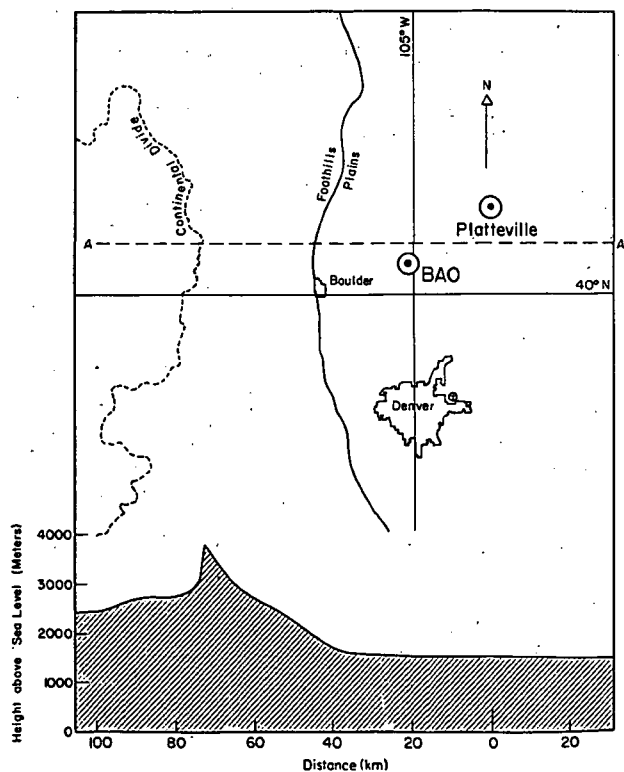 105° W
N
Continental Divide
Foothills
Plains
Platteville
A
A
BAO
Boulder
40° N
Denver
Height above Sea Level (Meters)
4000
3000
2000
1000
0
100
80
60
40
20
0
20
Distance (km)